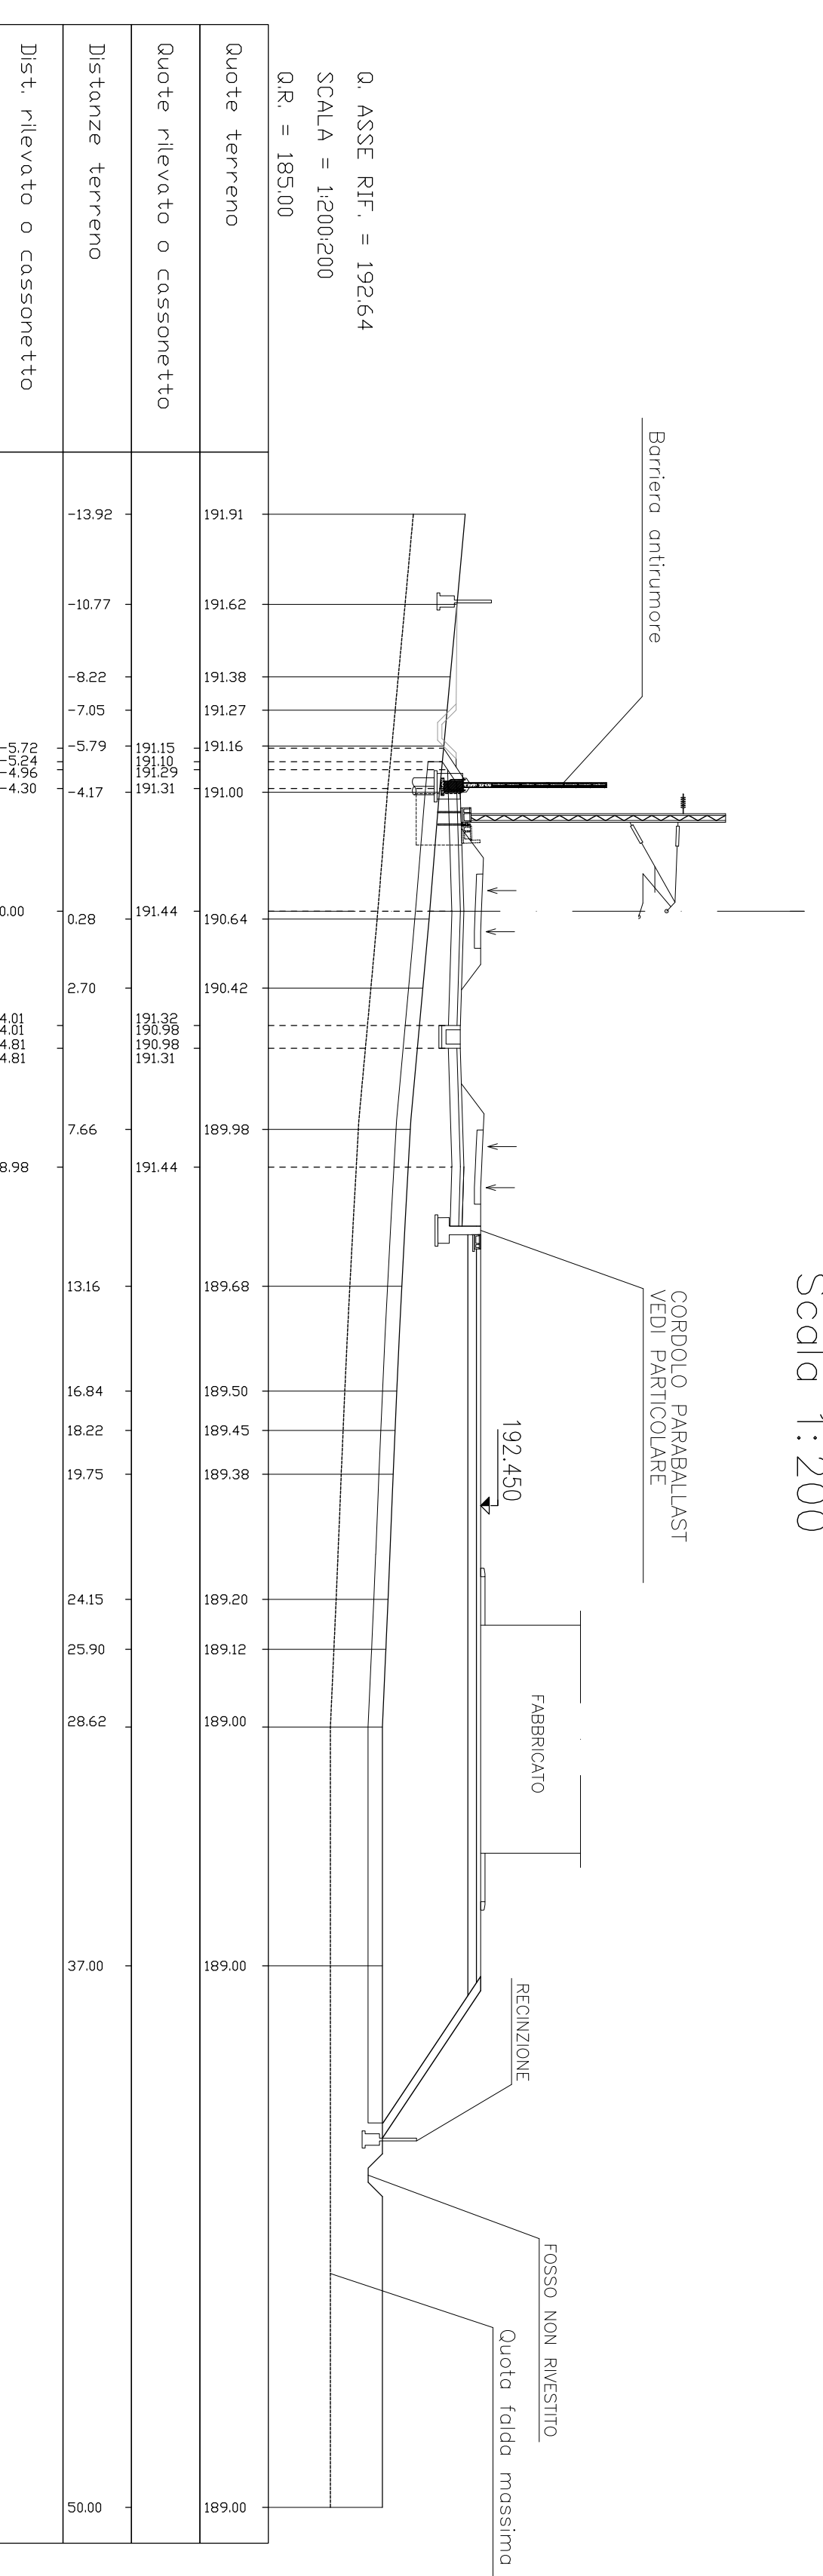 Scala 1:200
Barriera antirumore
CORDOLO PARABALLAST
VEDI PARTICOLARE
192.450
FABBRICATO
RECINZIONE
FOSSO NON RIVESTITO
Quota falda massima
Q. ASSE RIF. = 192.64
SCALA = 1:200:200
Q.R. = 185.00
Quote terreno
191.91 191.62 191.38 191.27 191.16 191.00 190.64 190.42 189.98 189.68 189.50 189.45 189.38 189.20 189.12 189.00 189.00 189.00
Quote rilevato o cassonetto
191.15 191.10 191.29 191.31 191.44 191.32 190.98 190.98 191.31 191.44
Distanze terreno
-13.92 -10.77 -8.22 -7.05 -5.79 -4.17 0.28 2.70 7.66 13.16 16.84 18.22 19.75 24.15 25.90 28.62 37.00 50.00
Dist. rilevato o cassonetto
-5.72 -5.24 -4.96 -4.30 0.00 4.01 4.01 4.81 4.81 8.98